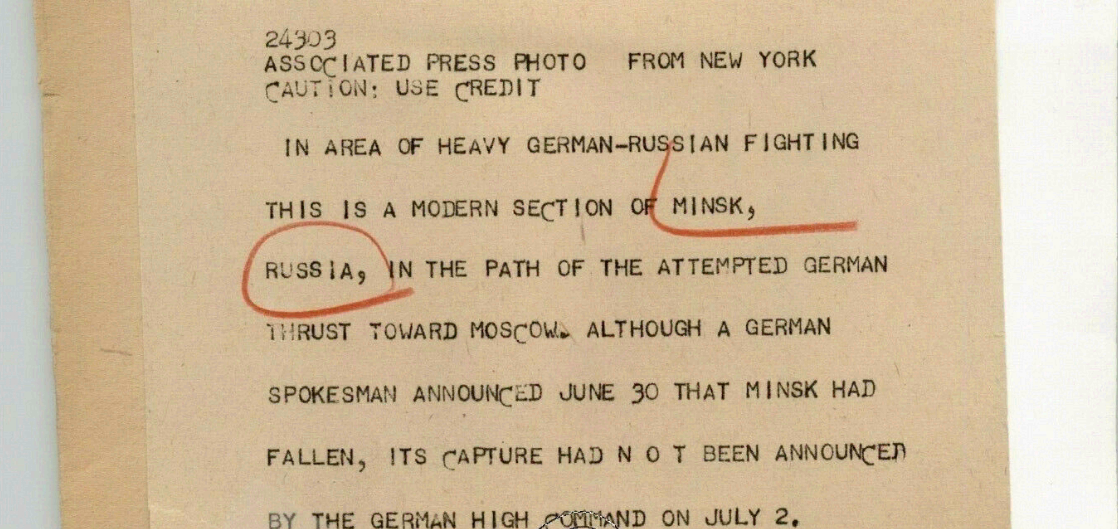 24303
ASSOCIATED PRESS PHOTO FROM NEW YORK
CAUTION: USE CREDIT
IN AREA OF HEAVY GERMAN-RUSSIAN FIGHTING
THIS IS A MODERN SECTION OF MINSK,
RUSSIA, IN THE PATH OF THE ATTEMPTED GERMAN
THRUST TOWARD MOSCOW. ALTHOUGH A GERMAN
SPOKESMAN ANNOUNCED JUNE 30 THAT MINSK HAD
FALLEN, ITS CAPTURE HAD N O T BEEN ANNOUNCED
BY THE GERMAN HIGH COMMAND ON JULY 2.